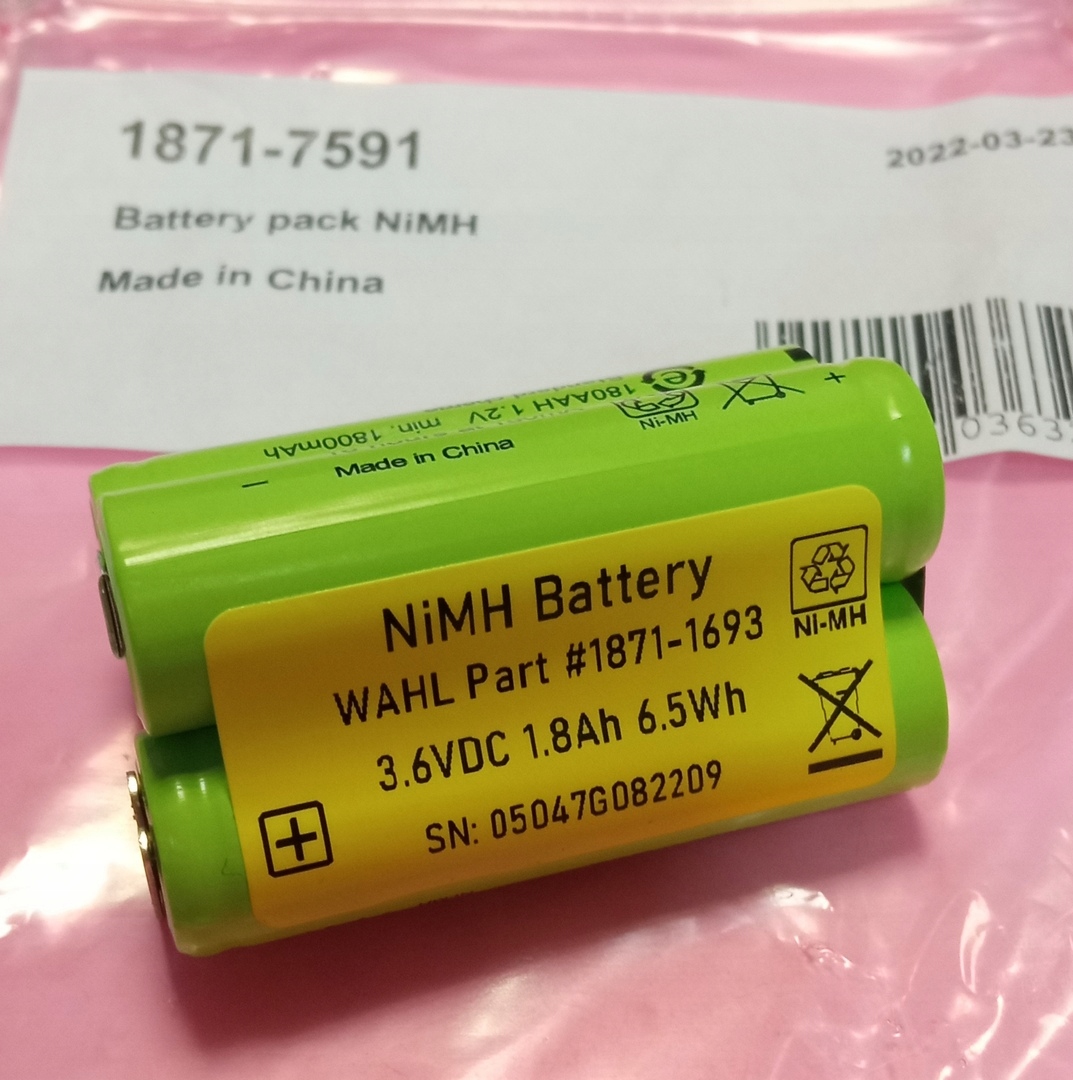 1871-7591
2022-03-23
Battery pack NiMH
Made in China
0363
180AAH 1.2V
min. 1800mAh
+
Ni-MH
Made in China
−
NiMH Battery
WAHL Part #1871-1693
NI-MH
3.6VDC 1.8Ah 6.5Wh
SN: 05047G082209
+